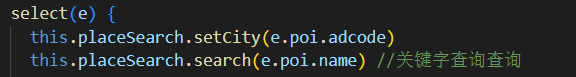 select(e) {
this.placeSearch.setCity(e.poi.adcode)
this.placeSearch.search(e.poi.name) //关键字查询查询